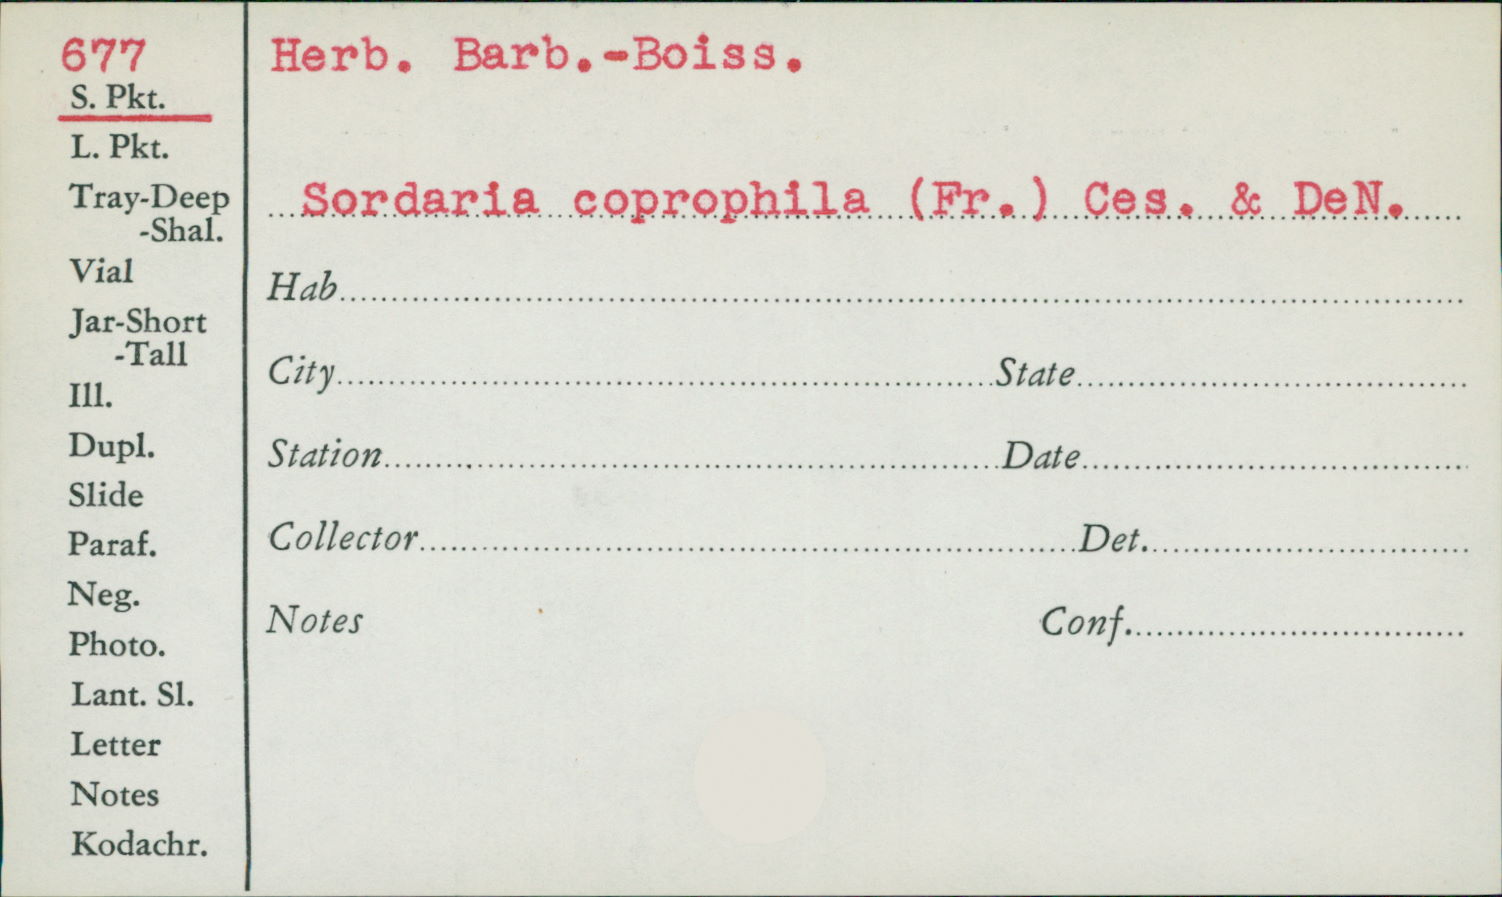 677
S. Pkt.
L. Pkt.
Tray-Deep
-Shal.
Vial
Jar-Short
-Tall
Ill.
Dupl.
Slide
Paraf.
Neg.
Photo.
Lant. Sl.
Letter
Notes
Kodachr.
Herb. Barb.-Boiss.
Sordaria coprophila (Fr.) Ces. & DeN.
Hab
City State
Station Date
Collector Det.
Notes Conf.